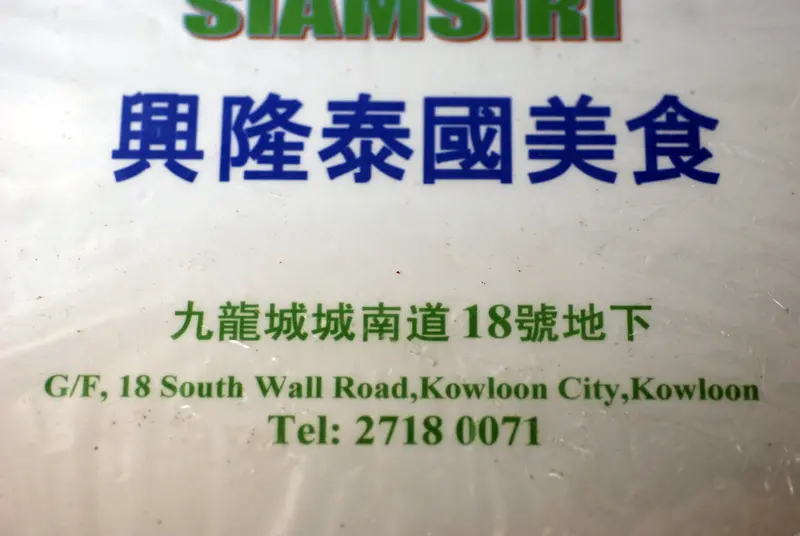 SIAMSIRI
興隆泰國美食
九龍城城南道18號地下
G/F, 18 South Wall Road,Kowloon City,Kowloon
Tel: 2718 0071